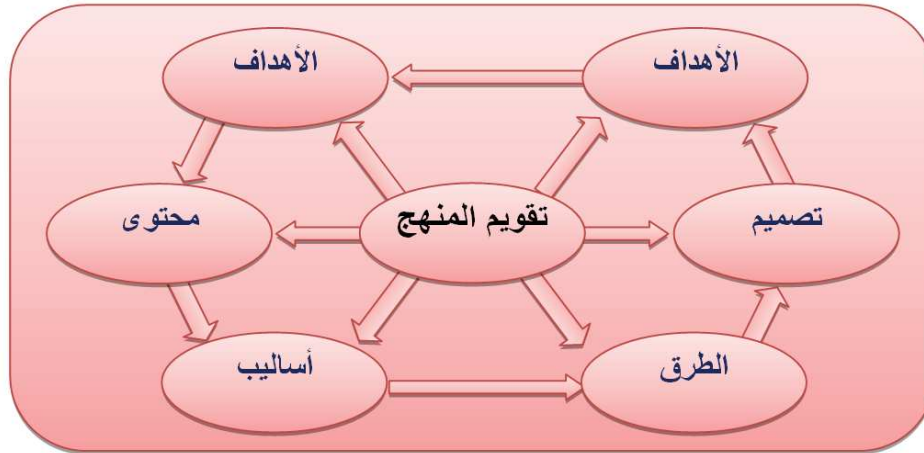 الأهداف
الأهداف
تصميم
تقويم المنهج
محتوى
الطرق
أساليب